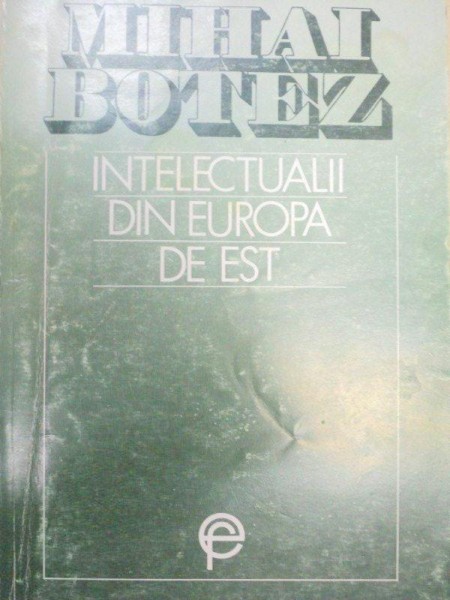 MIHAI
BOTEZ
INTELECTUALII
DIN EUROPA
DE EST